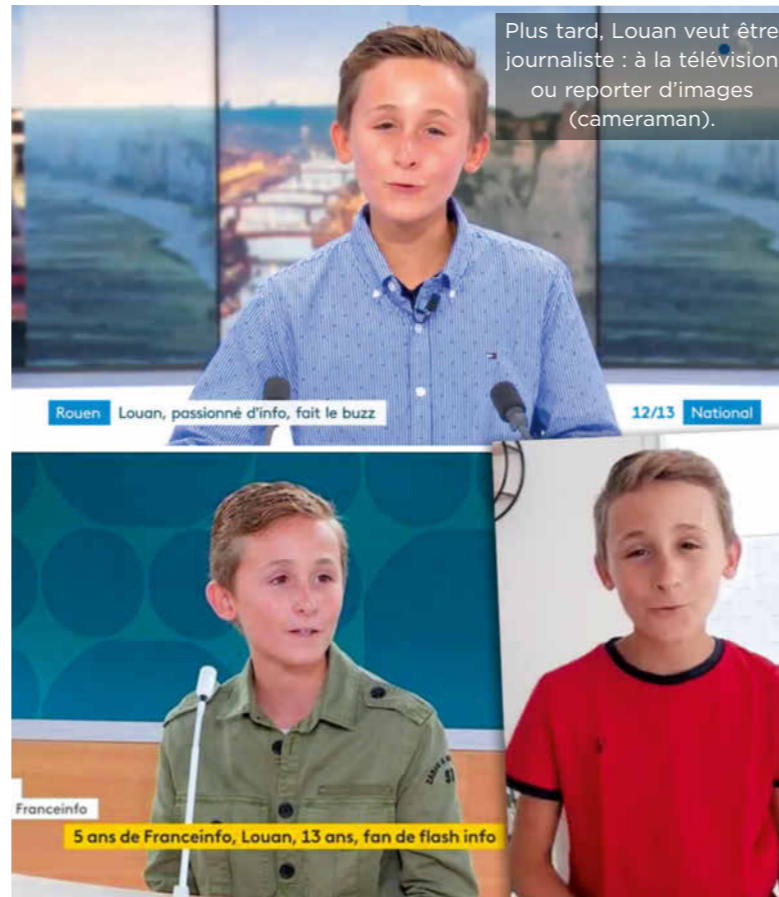 Plus tard, Louan veut être
journaliste : à la télévision
ou reporter d’images
(cameraman).
Rouen Louan, passionné d'info, fait le buzz 12/13 National
Franceinfo
5 ans de Franceinfo, Louan, 13 ans, fan de flash info